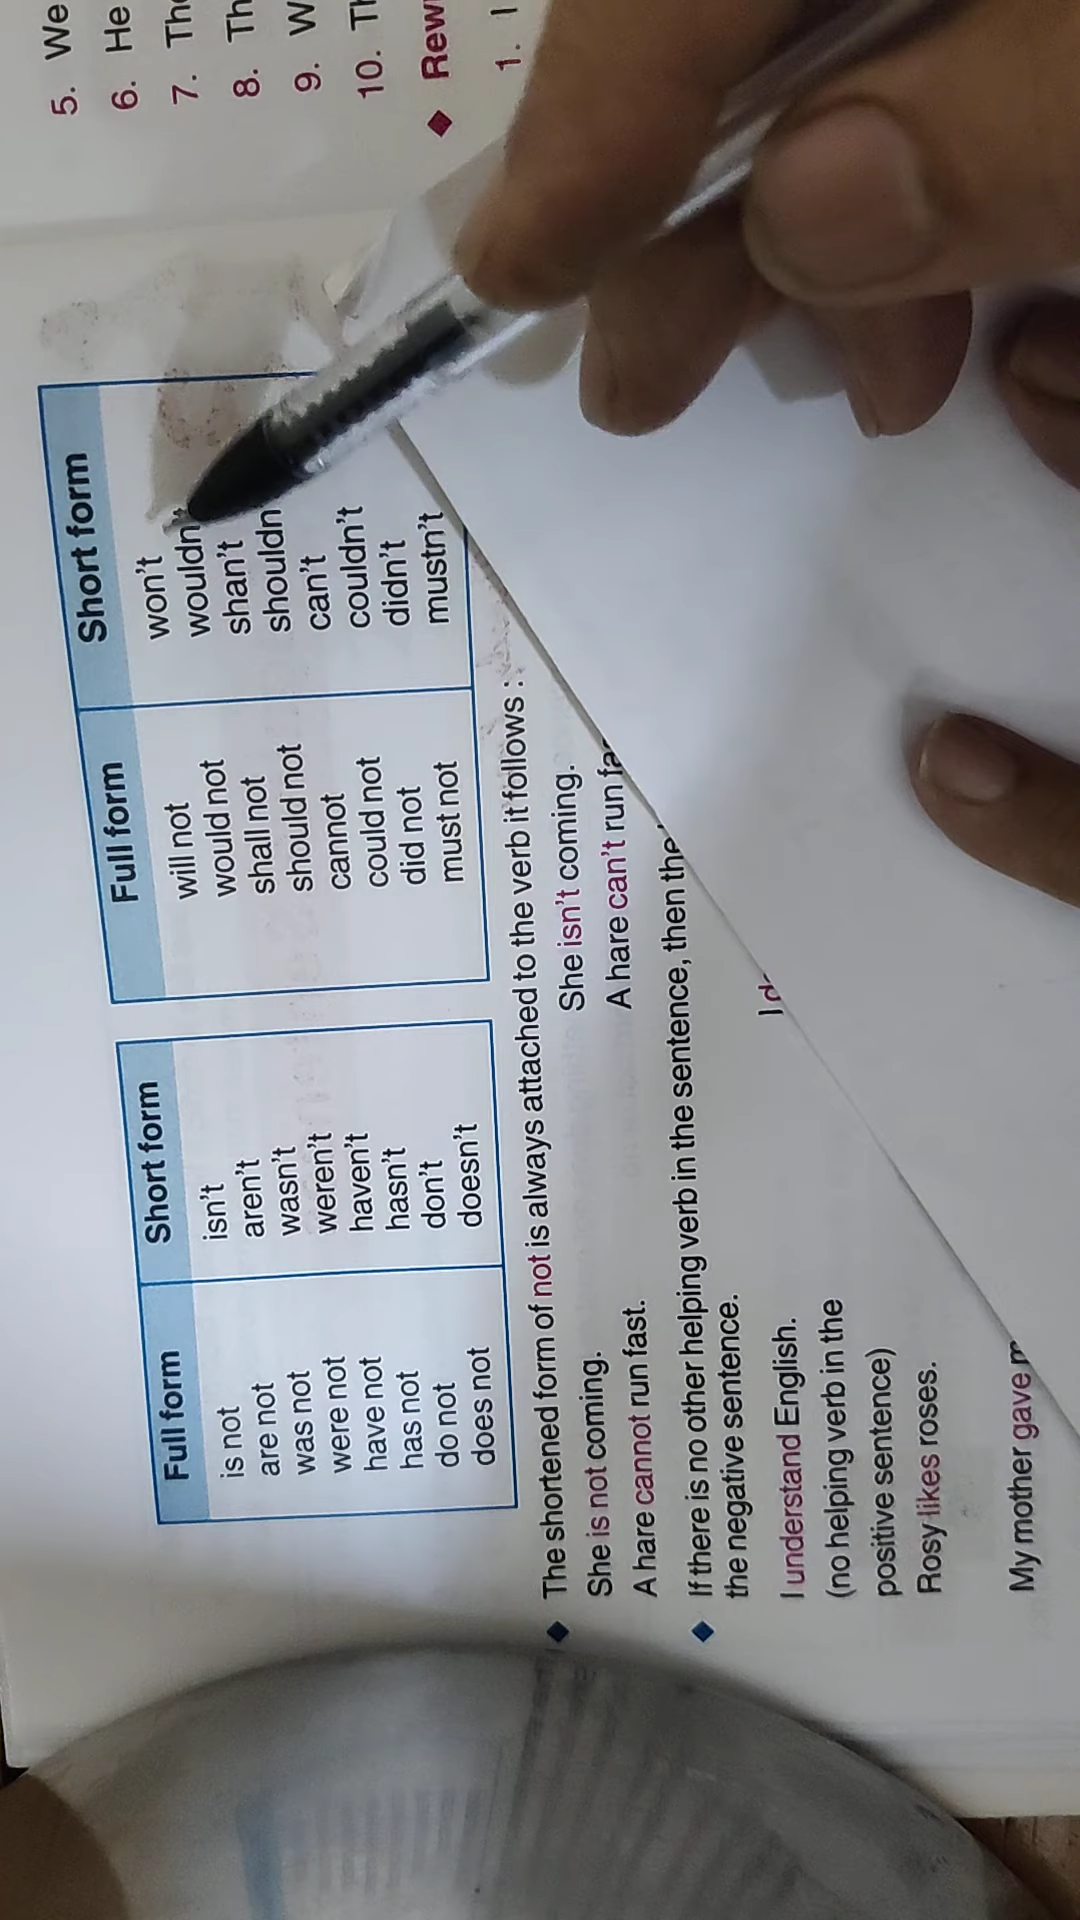 Full form Short form Full form Short form
is not isn't will not won't
are not aren't would not wouldn't
was not wasn't shall not shan't
were not weren't should not shouldn
have not haven't cannot can't
has not hasn't could not couldn't
do not don't did not didn't
does not doesn't must not mustn't
◆ The shortened form of not is always attached to the verb it follows :
She is not coming. She isn't coming.
A hare cannot run fast. A hare can't run
◆ If there is no other helping verb in the sentence, then the
the negative sentence.
I understand English. I
(no helping verb in the
positive sentence)
Rosy likes roses.
My mother gave
5. We
6. He
7.
8.
9.
10.
◆
1. I